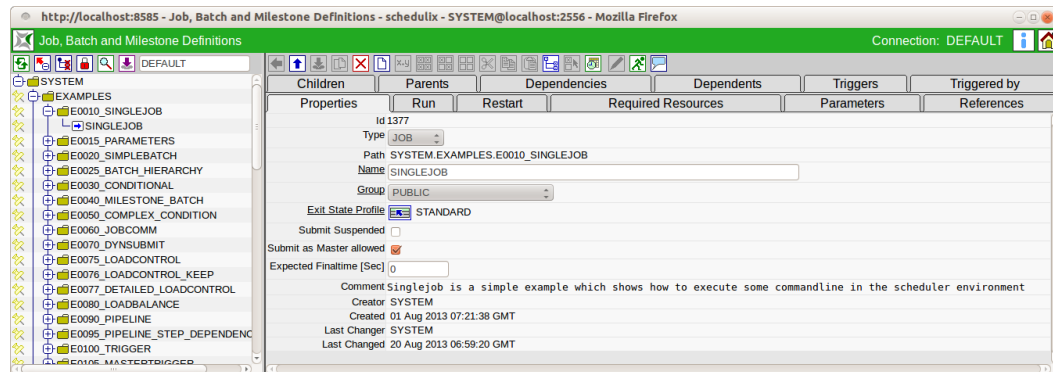 http://localhost:8585 - Job, Batch and Milestone Definitions - schedulix - SYSTEM@localhost:2556 - Mozilla Firefox
Job, Batch and Milestone Definitions
Connection: DEFAULT
DEFAULT
SYSTEM
EXAMPLES
E0010_SINGLEJOB
SINGLEJOB
E0015_PARAMETERS
E0020_SIMPLEBATCH
E0025_BATCH_HIERARCHY
E0030_CONDITIONAL
E0040_MILESTONE_BATCH
E0050_COMPLEX_CONDITION
E0060_JOBCOMM
E0070_DYNSUBMIT
E0075_LOADCONTROL
E0076_LOADCONTROL_KEEP
E0077_DETAILED_LOADCONTROL
E0080_LOADBALANCE
E0090_PIPELINE
E0095_PIPELINE_STEP_DEPENDENC
E0100_TRIGGER
E0105_MASTERTRIGGER
Children Parents Dependencies Dependents Triggers Triggered by
Properties Run Restart Required Resources Parameters References
Id 1377
Type JOB
Path SYSTEM.EXAMPLES.E0010_SINGLEJOB
Name SINGLEJOB
Group PUBLIC
Exit State Profile STANDARD
Submit Suspended
Submit as Master allowed
Expected Finaltime [Sec] 0
Comment Singlejob is a simple example which shows how to execute some commandline in the scheduler environment
Creator SYSTEM
Created 01 Aug 2013 07:21:38 GMT
Last Changer SYSTEM
Last Changed 20 Aug 2013 06:59:20 GMT